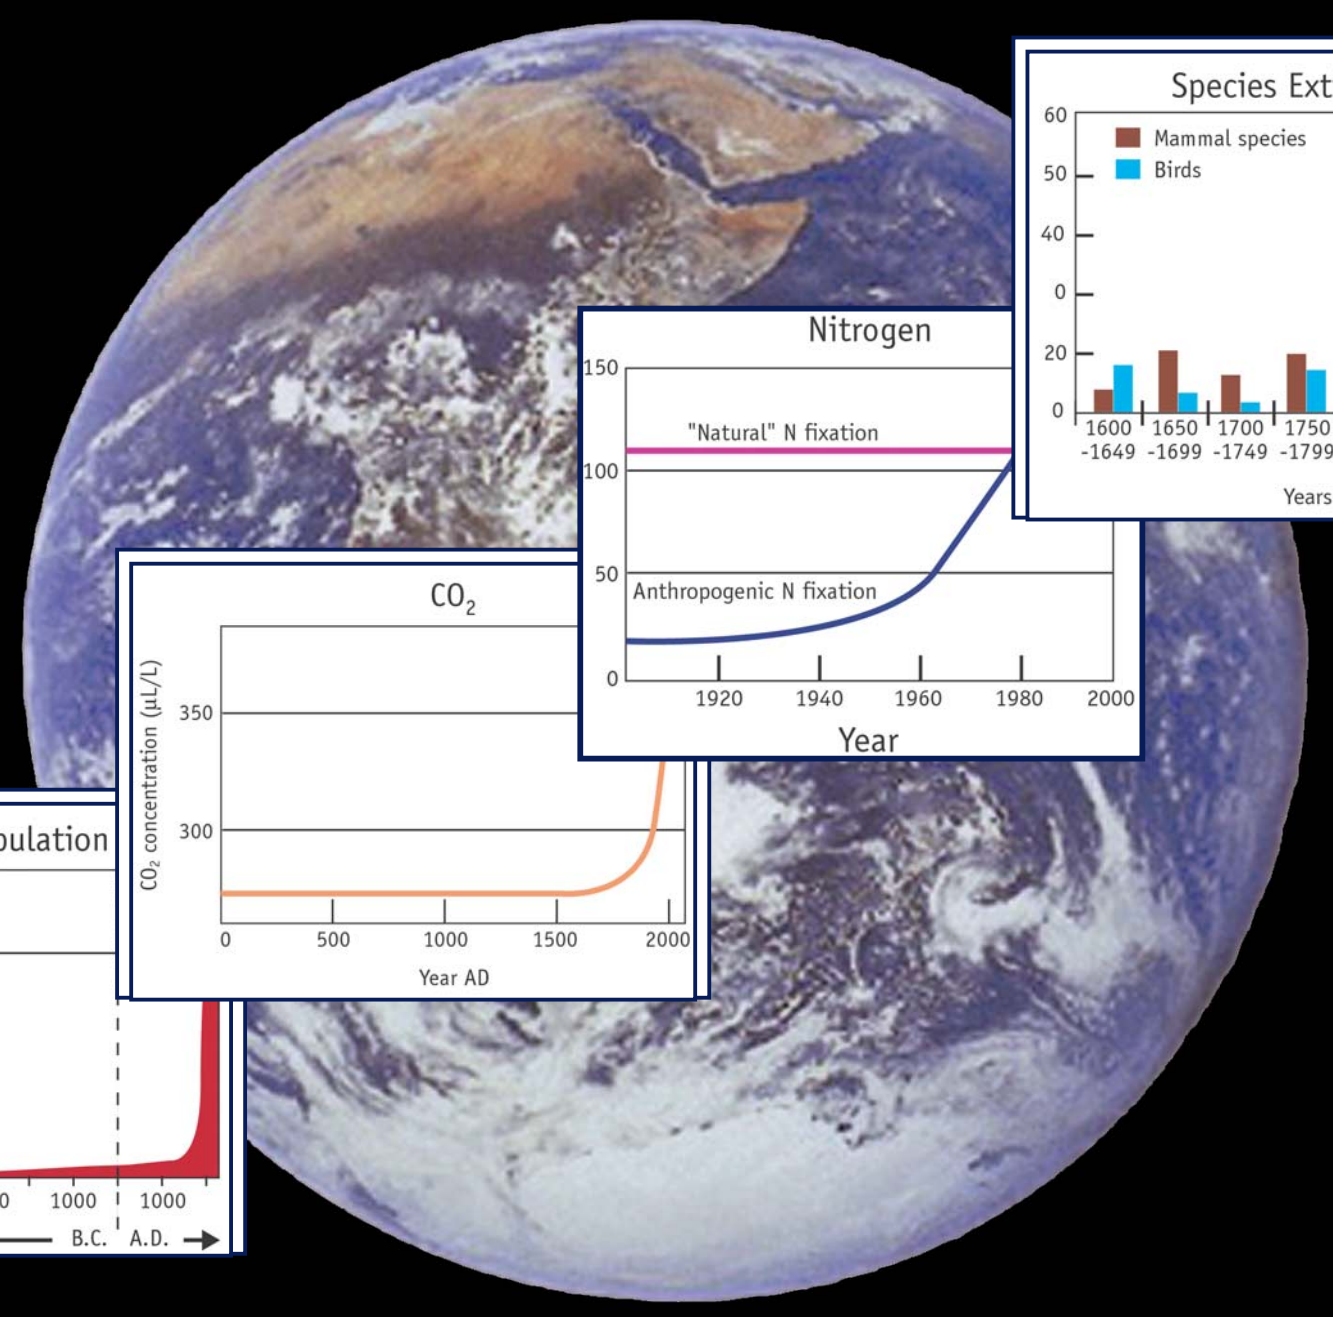 Species Ext
60
Mammal species
50
Birds
40
0
20
0
1600 1650 1700 1750
-1649 -1699 -1749 -1799
Years
Nitrogen
150
"Natural" N fixation
100
50
Anthropogenic N fixation
0
1920 1940 1960 1980 2000
Year
CO₂
CO₂ concentration (µL/L)
350
300
0 500 1000 1500 2000
Year AD
pulation
0 1000 1000
B.C. A.D.